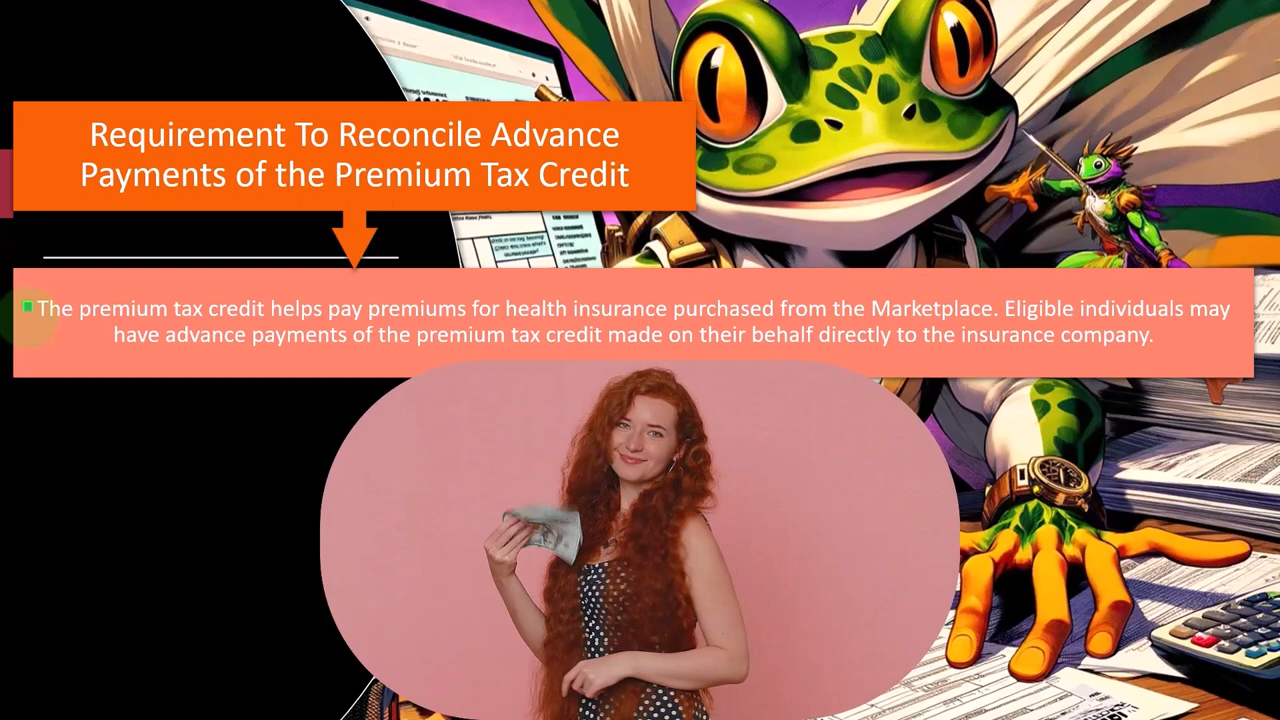 Requirement To Reconcile Advance
Payments of the Premium Tax Credit
The premium tax credit helps pay premiums for health insurance purchased from the Marketplace. Eligible individuals may
have advance payments of the premium tax credit made on their behalf directly to the insurance company.